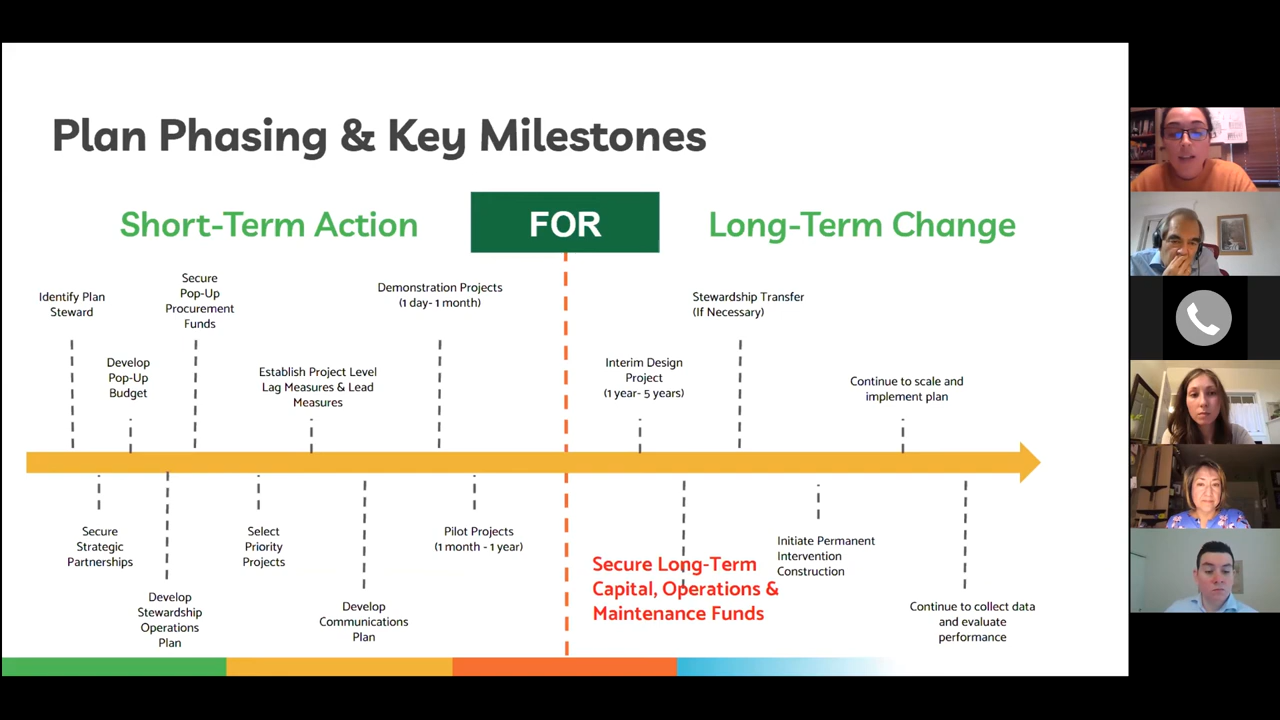 Plan Phasing & Key Milestones
Short-Term Action
FOR
Long-Term Change
Identify Plan
Steward
Develop
Pop-Up
Budget
Secure
Pop-Up
Procurement
Funds
Establish Project Level
Lag Measures & Lead
Measures
Demonstration Projects
(1 day- 1 month)
Interim Design
Project
(1 year- 5 years)
Stewardship Transfer
(If Necessary)
Continue to scale and
implement plan
Secure
Strategic
Partnerships
Develop
Stewardship
Operations
Plan
Select
Priority
Projects
Develop
Communications
Plan
Pilot Projects
(1 month - 1 year)
Secure Long-Term
Capital, Operations &
Maintenance Funds
Initiate Permanent
Intervention
Construction
Continue to collect data
and evaluate
performance